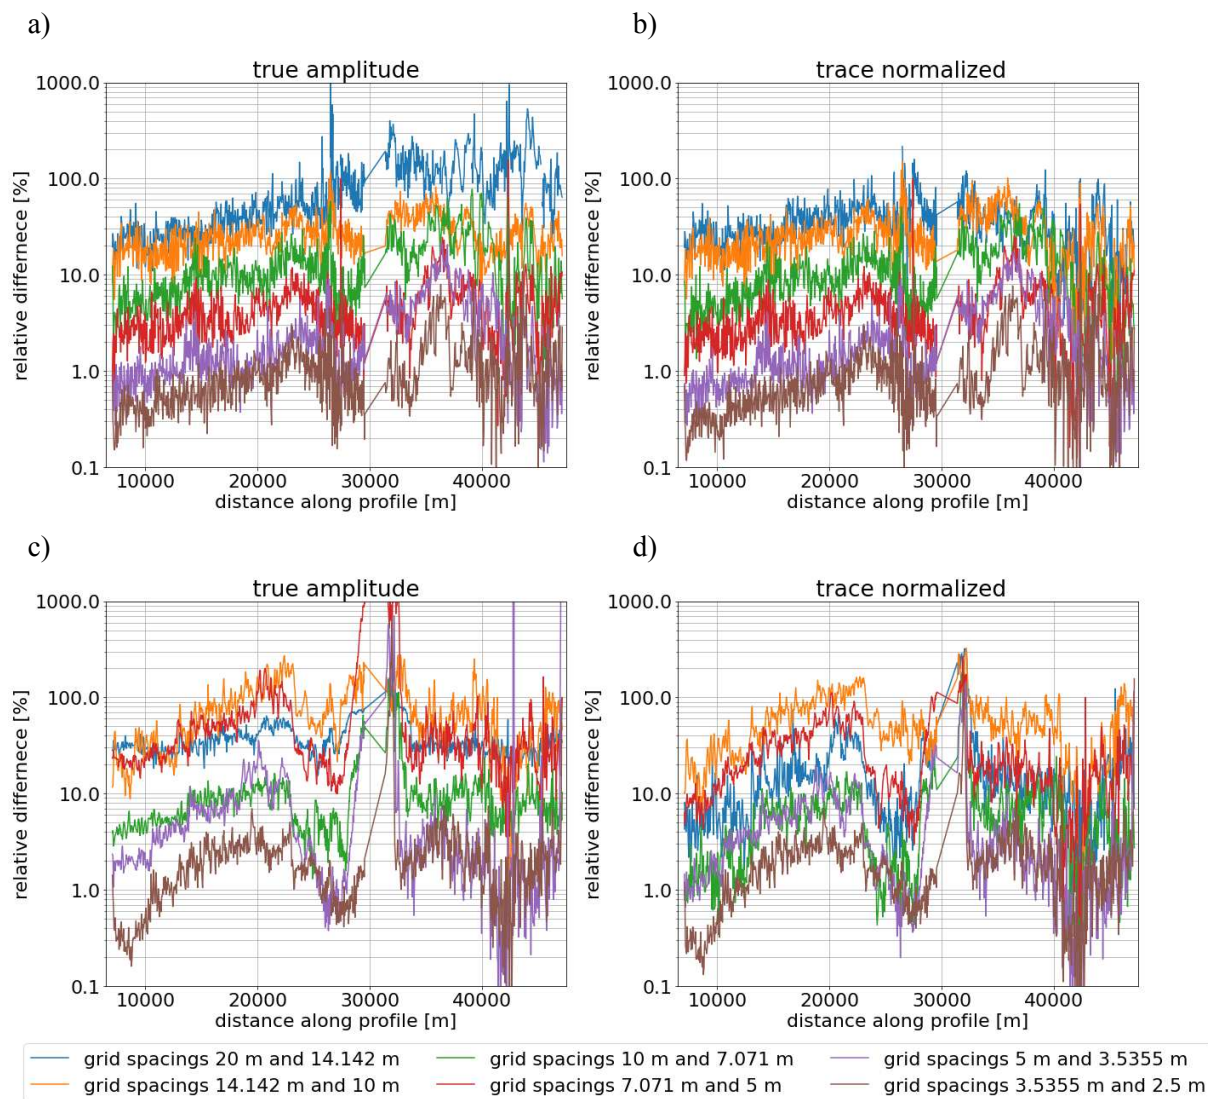 a)
b)
true amplitude
trace normalized
1000.0
100.0
10.0
1.0
0.1
relative differnece [%]
10000 20000 30000 40000
distance along profile [m]
1000.0
100.0
10.0
1.0
0.1
relative differnece [%]
10000 20000 30000 40000
distance along profile [m]
c)
d)
true amplitude
trace normalized
1000.0
100.0
10.0
1.0
0.1
relative differnece [%]
10000 20000 30000 40000
distance along profile [m]
1000.0
100.0
10.0
1.0
0.1
relative differnece [%]
10000 20000 30000 40000
distance along profile [m]
grid spacings 20 m and 14.142 m
grid spacings 14.142 m and 10 m
grid spacings 10 m and 7.071 m
grid spacings 7.071 m and 5 m
grid spacings 5 m and 3.5355 m
grid spacings 3.5355 m and 2.5 m